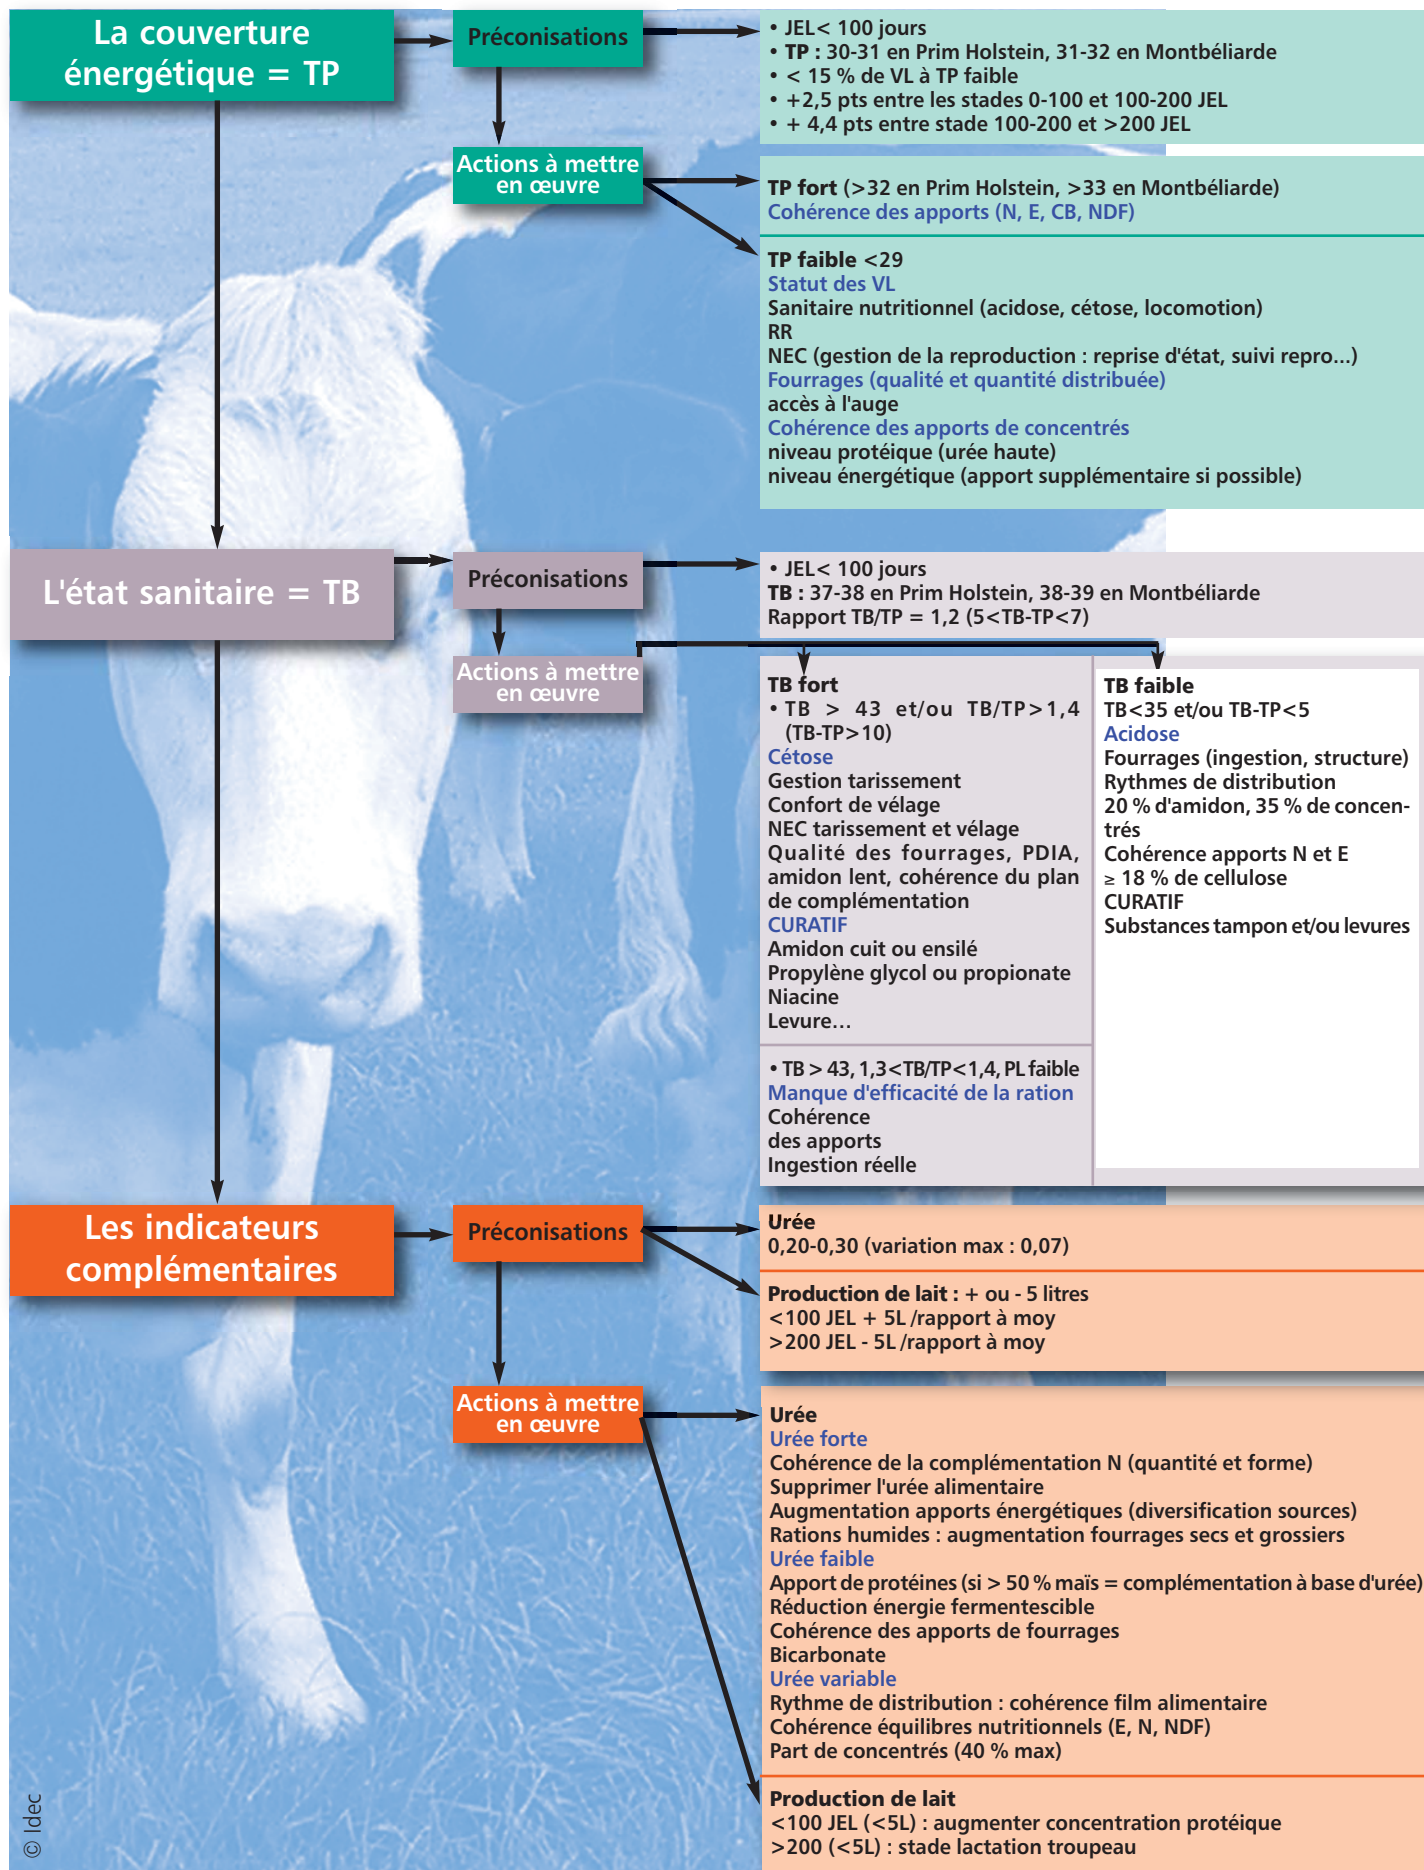 La couverture
énergétique = TP
Préconisations
• JEL< 100 jours
• TP : 30-31 en Prim Holstein, 31-32 en Montbéliarde
• < 15 % de VL à TP faible
• +2,5 pts entre les stades 0-100 et 100-200 JEL
• + 4,4 pts entre stade 100-200 et >200 JEL
Actions à mettre
en œuvre
TP fort (>32 en Prim Holstein, >33 en Montbéliarde)
Cohérence des apports (N, E, CB, NDF)
TP faible <29
Statut des VL
Sanitaire nutritionnel (acidose, cétose, locomotion)
RR
NEC (gestion de la reproduction : reprise d'état, suivi repro...)
Fourrages (qualité et quantité distribuée)
accès à l'auge
Cohérence des apports de concentrés
niveau protéique (urée haute)
niveau énergétique (apport supplémentaire si possible)
L'état sanitaire = TB
Préconisations
• JEL< 100 jours
TB : 37-38 en Prim Holstein, 38-39 en Montbéliarde
Rapport TB/TP = 1,2 (5<TB-TP<7)
Actions à mettre
en œuvre
TB fort
• TB > 43 et/ou TB/TP>1,4
(TB-TP>10)
Cétose
Gestion tarissement
Confort de vélage
NEC tarissement et vélage
Qualité des fourrages, PDIA,
amidon lent, cohérence du plan
de complémentation
CURATIF
Amidon cuit ou ensilé
Propylène glycol ou propionate
Niacine
Levure…
• TB > 43, 1,3<TB/TP<1,4, PL faible
Manque d'efficacité de la ration
Cohérence
des apports
Ingestion réelle
TB faible
TB<35 et/ou TB-TP<5
Acidose
Fourrages (ingestion, structure)
Rythmes de distribution
20 % d'amidon, 35 % de concen-
trés
Cohérence apports N et E
≥ 18 % de cellulose
CURATIF
Substances tampon et/ou levures
Les indicateurs
complémentaires
Préconisations
Urée
0,20-0,30 (variation max : 0,07)
Production de lait : + ou - 5 litres
<100 JEL + 5L /rapport à moy
>200 JEL - 5L /rapport à moy
Actions à mettre
en œuvre
Urée
Urée forte
Cohérence de la complémentation N (quantité et forme)
Supprimer l'urée alimentaire
Augmentation apports énergétiques (diversification sources)
Rations humides : augmentation fourrages secs et grossiers
Urée faible
Apport de protéines (si > 50 % maïs = complémentation à base d'urée)
Réduction énergie fermentescible
Cohérence des apports de fourrages
Bicarbonate
Urée variable
Rythme de distribution : cohérence film alimentaire
Cohérence équilibres nutritionnels (E, N, NDF)
Part de concentrés (40 % max)
Production de lait
<100 JEL (<5L) : augmenter concentration protéique
>200 (<5L) : stade lactation troupeau
© Idec